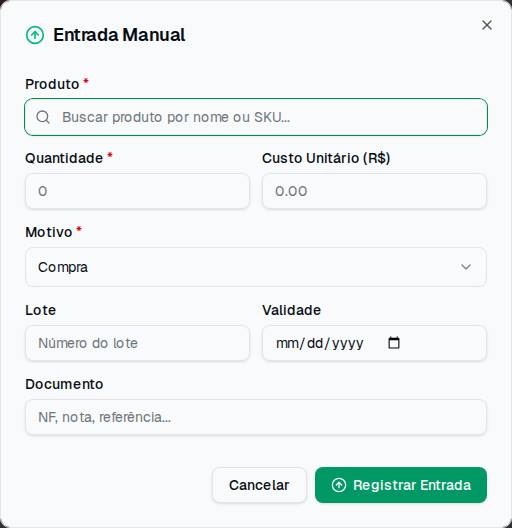 Entrada Manual
Produto *
Buscar produto por nome ou SKU...
Quantidade * Custo Unitário (R$)
0 0.00
Motivo *
Compra
Lote Validade
Número do lote mm/dd/yyyy
Documento
NF, nota, referência...
Cancelar Registrar Entrada